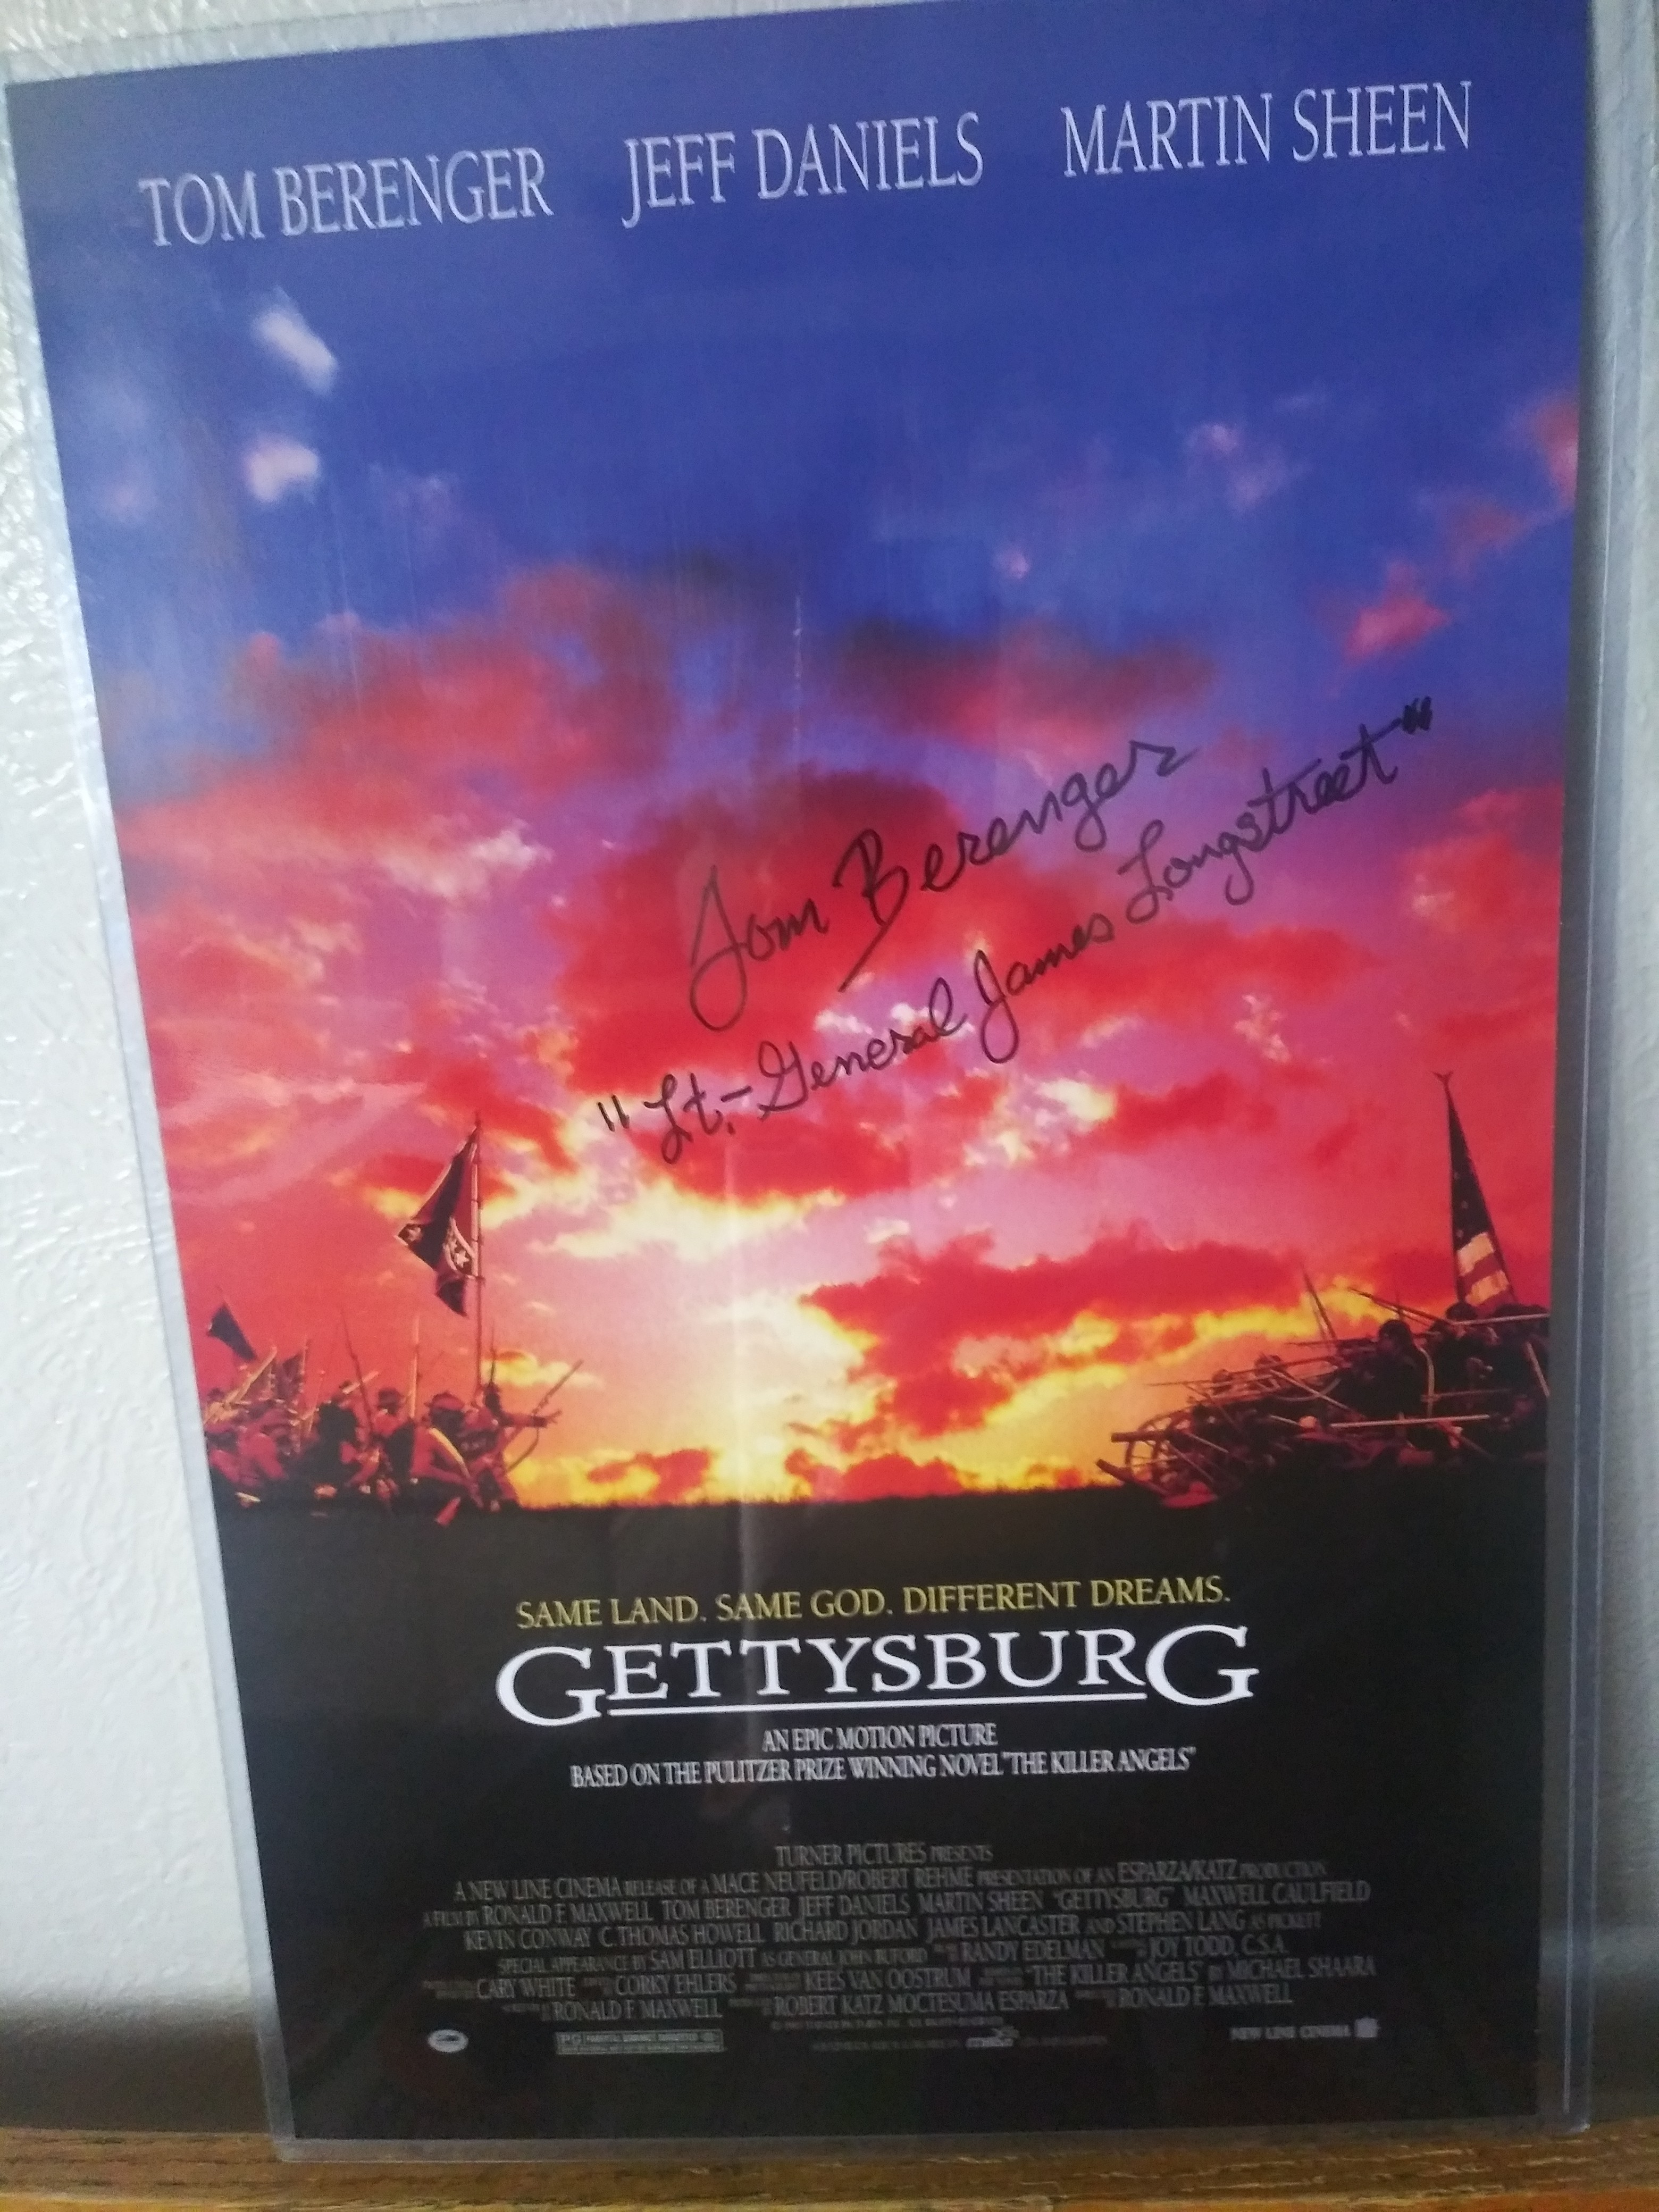 TOM BERENGER JEFF DANIELS MARTIN SHEEN
Tom Berenger
"Lt.-General James Longstreet"
SAME LAND. SAME GOD. DIFFERENT DREAMS.
GETTYSBURG
AN EPIC MOTION PICTURE
BASED ON THE PULITZER PRIZE WINNING NOVEL "THE KILLER ANGELS"
TURNER PICTURES PRESENTS
A NEW LINE CINEMA RELEASE OF A MACE NEUFELD/ROBERT REHME PRESENTATION OF AN ESPARZA/KATZ PRODUCTION
A FILM BY RONALD F. MAXWELL TOM BERENGER JEFF DANIELS MARTIN SHEEN "GETTYSBURG" MAXWELL CAULFIELD
KEVIN CONWAY C. THOMAS HOWELL RICHARD JORDAN JAMES LANCASTER AND STEPHEN LANG AS PICKETT
SPECIAL APPEARANCE BY SAM ELLIOTT AS GENERAL JOHN BUFORD RANDY EDELMAN JOY TODD, C.S.A.
CARY WHITE CORKY EHLERS KEES VAN OOSTRUM "THE KILLER ANGELS" BY MICHAEL SHAARA
RONALD F. MAXWELL ROBERT KATZ MOCTESUMA ESPARZA RONALD F. MAXWELL
PG PARENTAL GUIDANCE SUGGESTED NEW LINE CINEMA